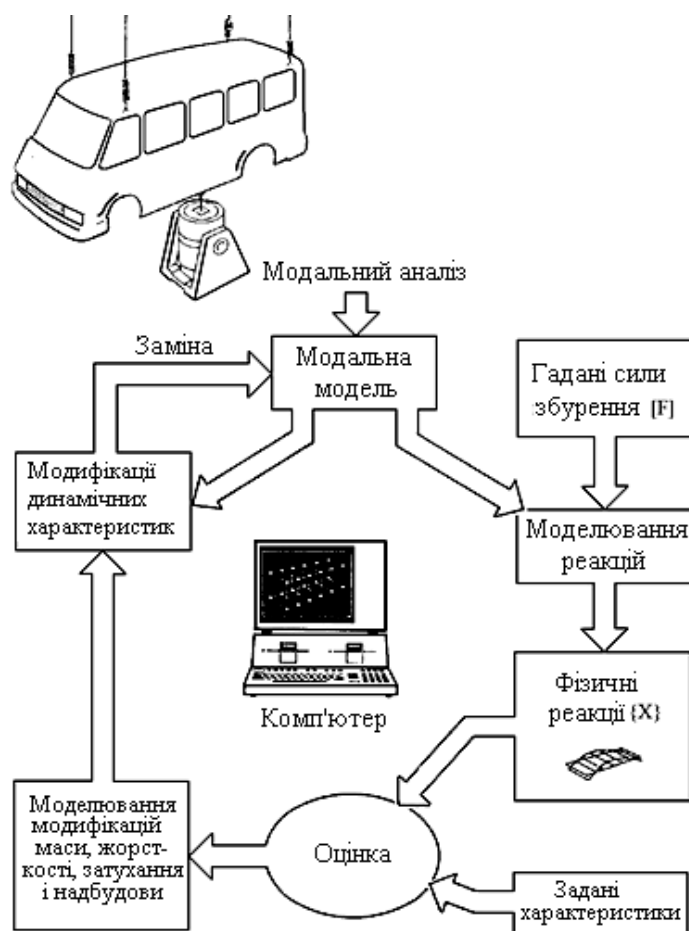 Модальний аналіз
Заміна
Модальна
модель
Гадані сили
збурення [F]
Модифікації
динамічних
характеристик
Моделювання
реакцій
Комп'ютер
Фізичні
реакції {X}
Моделювання
модифікацій
маси, жорст-
кості, затухання
і надбудови
Оцінка
Задані
характеристики